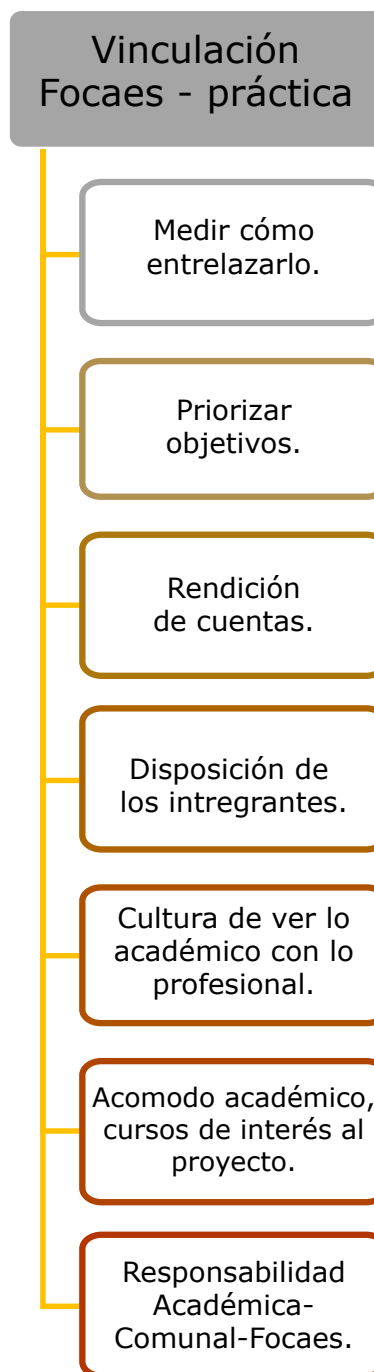 Vinculación
Focaes - práctica
Medir cómo
entrelazarlo.
Priorizar
objetivos.
Rendición
de cuentas.
Disposición de
los intregrantes.
Cultura de ver lo
académico con lo
profesional.
Acomodo académico,
cursos de interés al
proyecto.
Responsabilidad
Académica-
Comunal-Focaes.